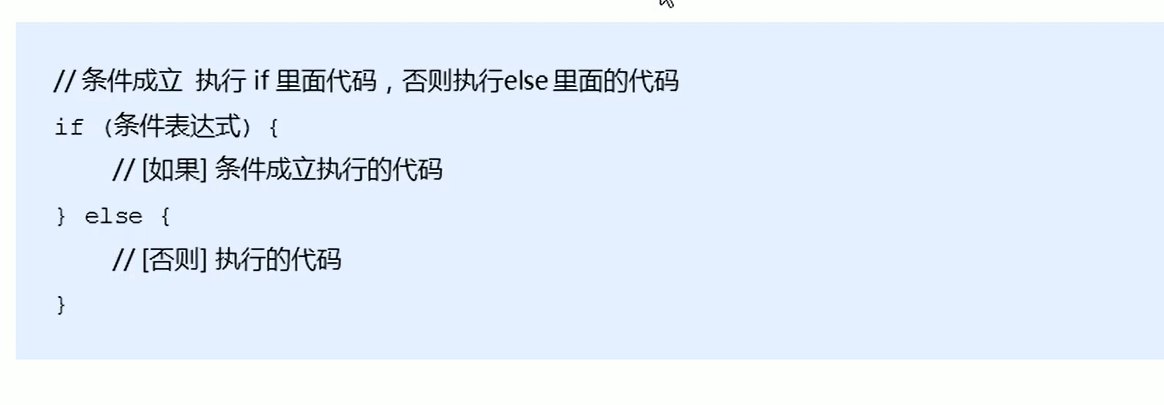 // 条件成立 执行 if 里面代码，否则执行else里面的代码
if (条件表达式) {
    // [如果] 条件成立执行的代码
} else {
    // [否则] 执行的代码
}